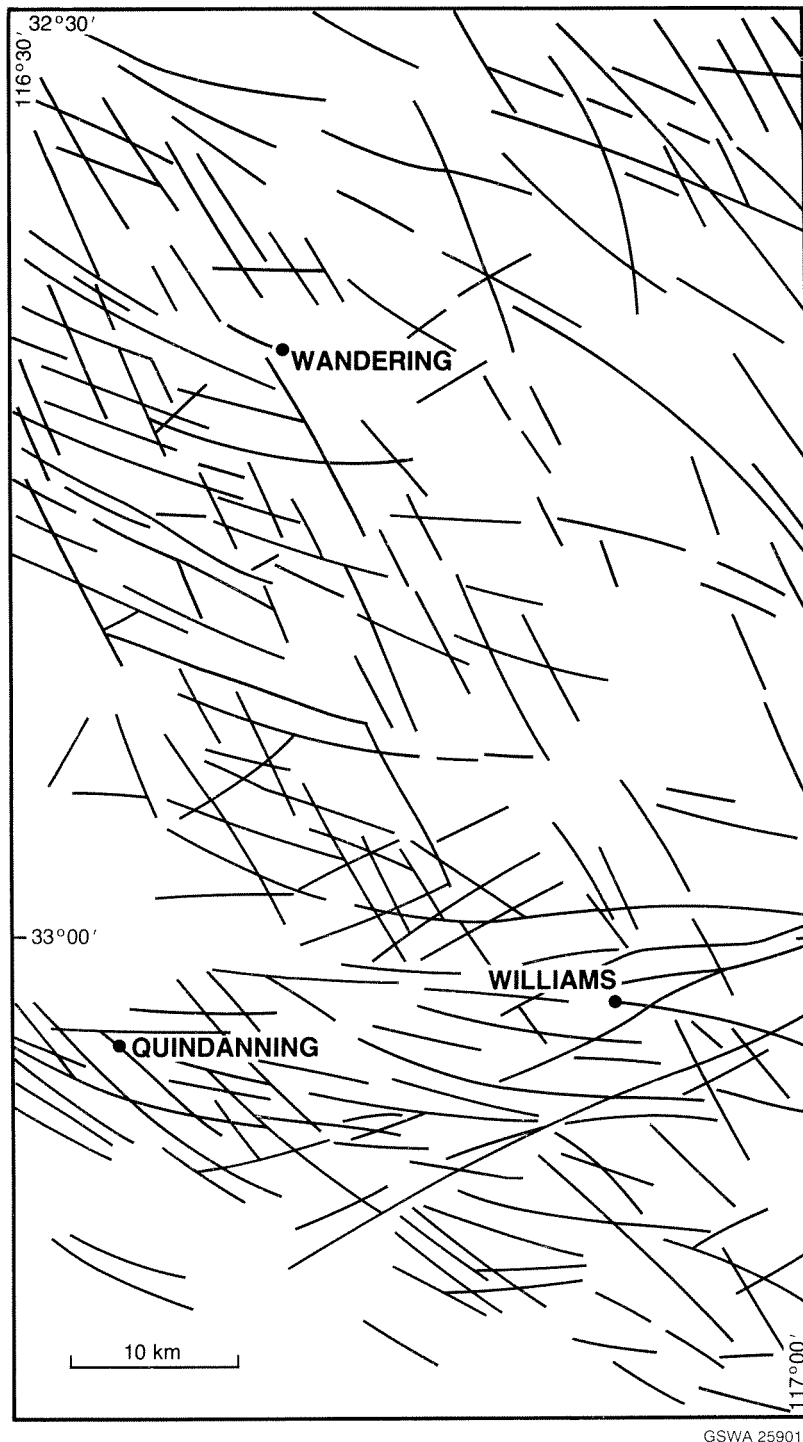 32°30'
116°30'
WANDERING
33°00'
WILLIAMS
QUINDANNING
10 km
117°00'
GSWA 25901